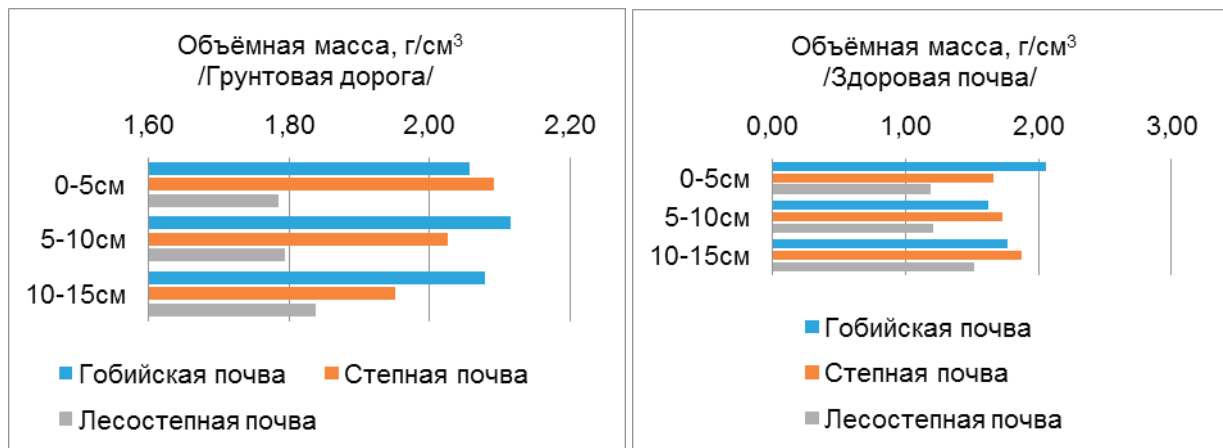 Объёмная масса, г/см³
/Грунтовая дорога/
1,60 1,80 2,00 2,20
0-5см
5-10см
10-15см
Гобийская почва Степная почва
Лесостепная почва
Объёмная масса, г/см³
/Здоровая почва/
0,00 1,00 2,00 3,00
0-5см
5-10см
10-15см
Гобийская почва
Степная почва
Лесостепная почва